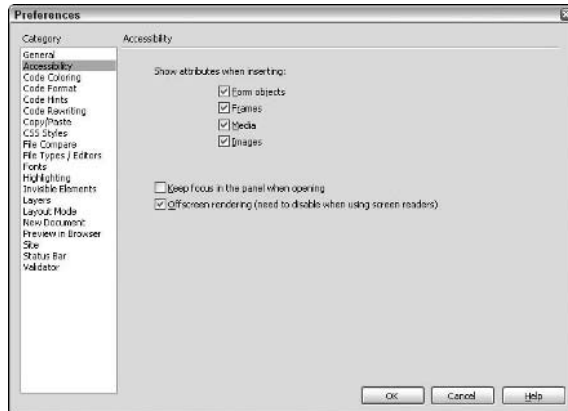 Preferences
Category
Accessibility
General
Accessibility
Code Coloring
Code Format
Code Hints
Code Rewriting
Copy/Paste
CSS Styles
File Compare
File Types / Editors
Fonts
Highlighting
Invisible Elements
Layers
Layout Mode
New Document
Preview in Browser
Site
Status Bar
Validator
Show attributes when inserting:
Form objects
Frames
Media
Images
Keep focus in the panel when opening
Offscreen rendering (need to disable when using screen readers)
OK
Cancel
Help